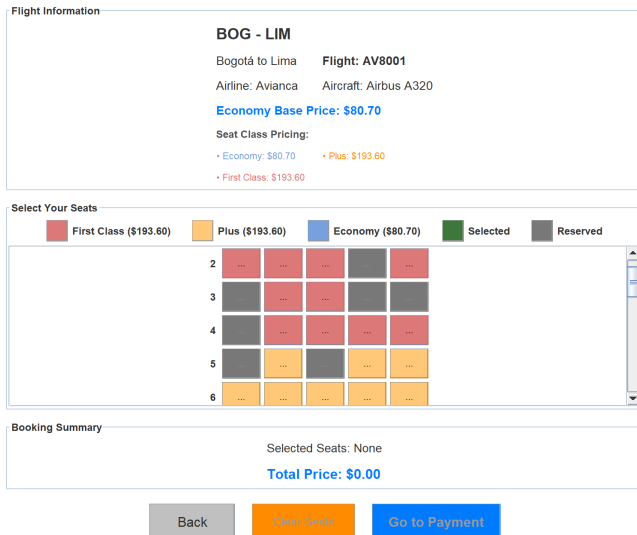 Flight Information
BOG - LIM
Bogotá to Lima Flight: AV8001
Airline: Avianca Aircraft: Airbus A320
Economy Base Price: $80.70
Seat Class Pricing:
• Economy: $80.70 • Plus: $193.60
• First Class: $193.60
Select Your Seats
First Class ($193.60) Plus ($193.60) Economy ($80.70) Selected Reserved
2 ... ... ... ... ...
3 ... ... ... ... ...
4 ... ... ... ... ...
5 ... ... ... ... ...
6 ... ... ... ... ...
Booking Summary
Selected Seats: None
Total Price: $0.00
Back Clear Seats Go to Payment